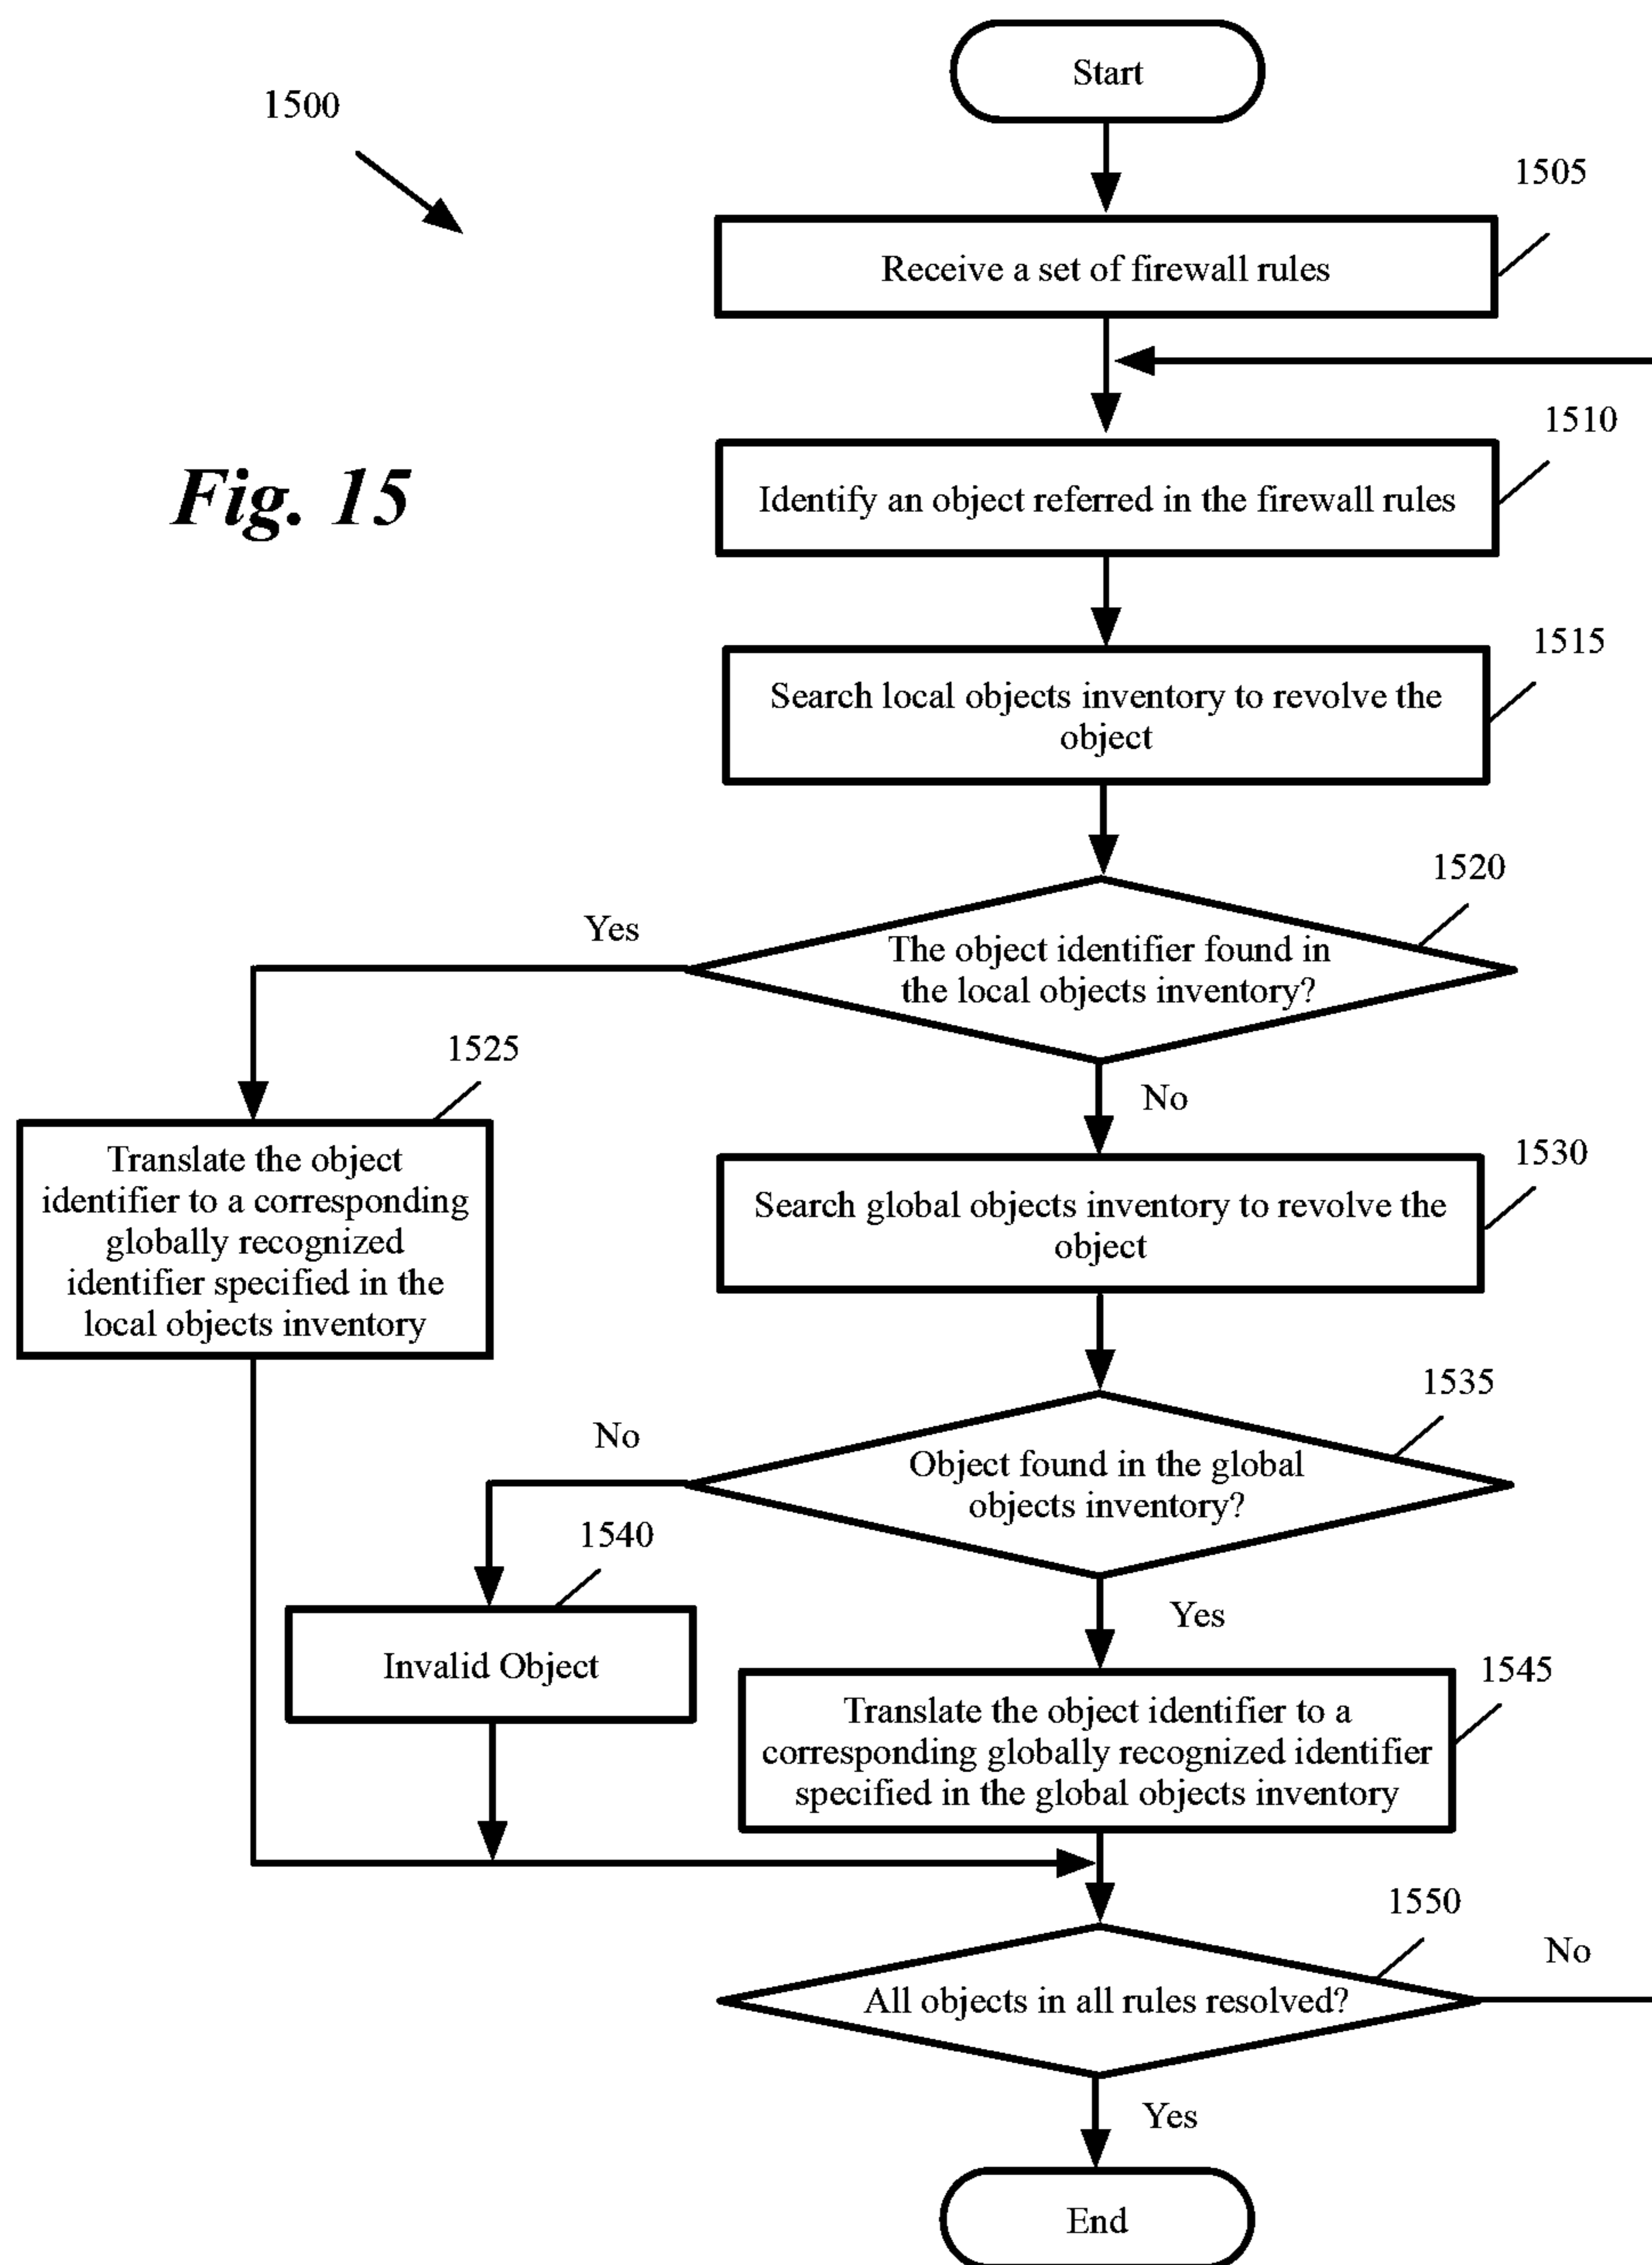 Start
1500
1505
Receive a set of firewall rules
Fig. 15
1510
Identify an object referred in the firewall rules
1515
Search local objects inventory to revolve the
object
1520
Yes
The object identifier found in
the local objects inventory?
1525
No
Translate the object
identifier to a corresponding
globally recognized
identifier specified in the
local objects inventory
1530
Search global objects inventory to revolve the
object
1535
No
Object found in the global
objects inventory?
1540
Yes
Invalid Object
1545
Translate the object identifier to a
corresponding globally recognized identifier
specified in the global objects inventory
1550
No
All objects in all rules resolved?
Yes
End